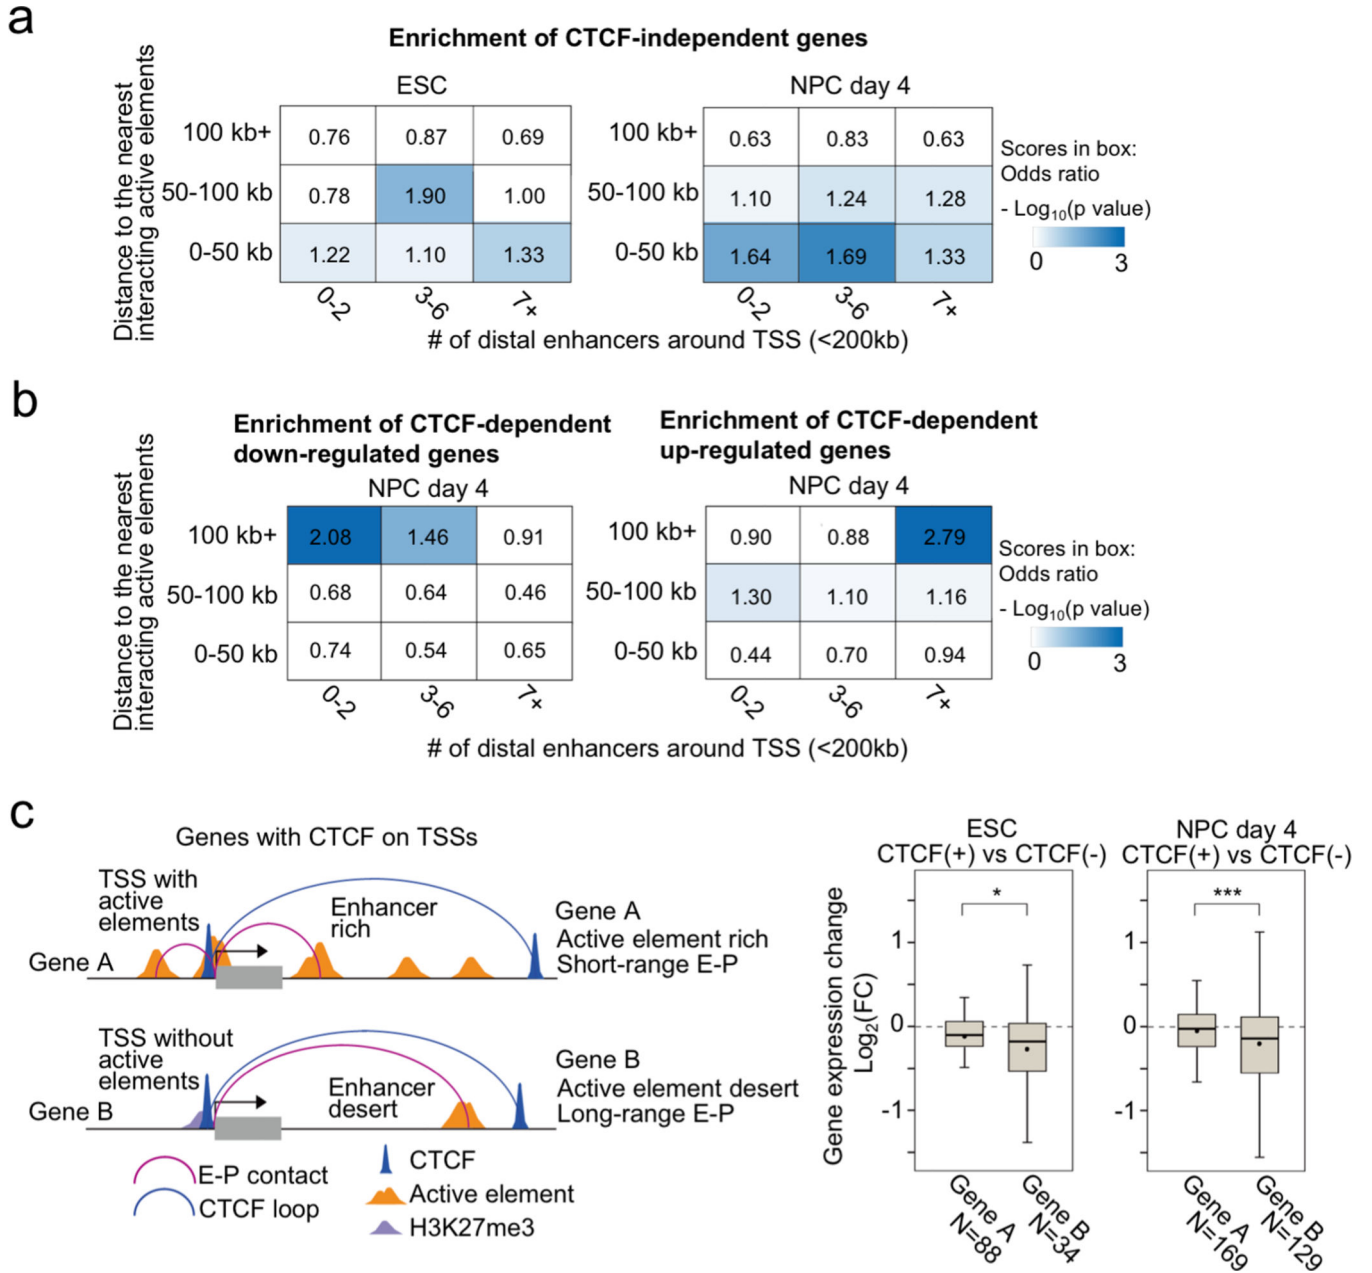 a
Enrichment of CTCF-independent genes
ESC
NPC day 4
Distance to the nearest
interacting active elements
100 kb+
0.76 0.87 0.69
50-100 kb
0.78 1.90 1.00
0-50 kb
1.22 1.10 1.33
0-2 3-6 7+
100 kb+
0.63 0.83 0.63
50-100 kb
1.10 1.24 1.28
0-50 kb
1.64 1.69 1.33
0-2 3-6 7+
Scores in box:
Odds ratio
- Log10(p value)
0 3
# of distal enhancers around TSS (<200kb)
b
Enrichment of CTCF-dependent
down-regulated genes
NPC day 4
Enrichment of CTCF-dependent
up-regulated genes
NPC day 4
Distance to the nearest
interacting active elements
100 kb+
2.08 1.46 0.91
50-100 kb
0.68 0.64 0.46
0-50 kb
0.74 0.54 0.65
0-2 3-6 7+
100 kb+
0.90 0.88 2.79
50-100 kb
1.30 1.10 1.16
0-50 kb
0.44 0.70 0.94
0-2 3-6 7+
Scores in box:
Odds ratio
- Log10(p value)
0 3
# of distal enhancers around TSS (<200kb)
c
Genes with CTCF on TSSs
TSS with
active
elements
Enhancer
rich
Gene A
Gene A
Active element rich
Short-range E-P
TSS without
active
elements
Enhancer
desert
Gene B
Gene B
Active element desert
Long-range E-P
E-P contact
CTCF loop
CTCF
Active element
H3K27me3
ESC
CTCF(+) vs CTCF(-)
NPC day 4
CTCF(+) vs CTCF(-)
Gene expression change
Log2(FC)
*
1
0
-1
Gene A
N=88
Gene B
N=34
***
1
0
-1
Gene A
N=169
Gene B
N=129